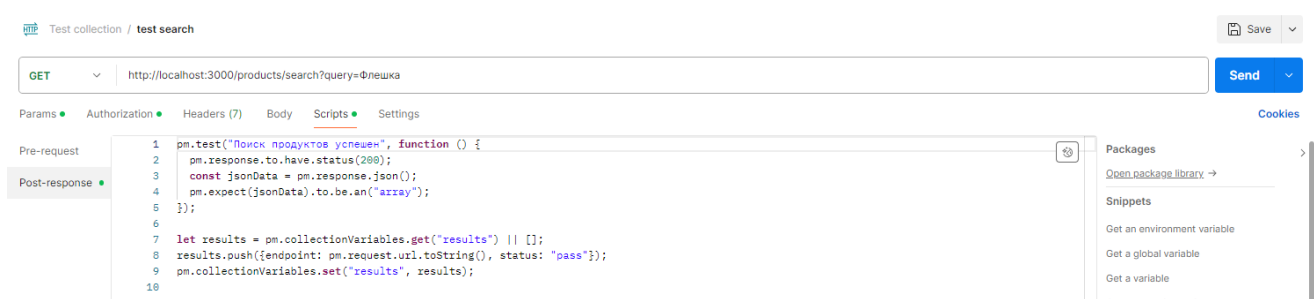 HTTP Test collection / test search Save
GET http://localhost:3000/products/search?query=Флешка Send
Params Authorization Headers (7) Body Scripts Settings Cookies
Pre-request
Post-response
1 pm.test("Поиск продуктов успешен", function () {
2 pm.response.to.have.status(200);
3 const jsonData = pm.response.json();
4 pm.expect(jsonData).to.be.an("array");
5 });
6
7 let results = pm.collectionVariables.get("results") || [];
8 results.push({endpoint: pm.request.url.toString(), status: "pass"});
9 pm.collectionVariables.set("results", results);
10
Packages
Open package library →
Snippets
Get an environment variable
Get a global variable
Get a variable